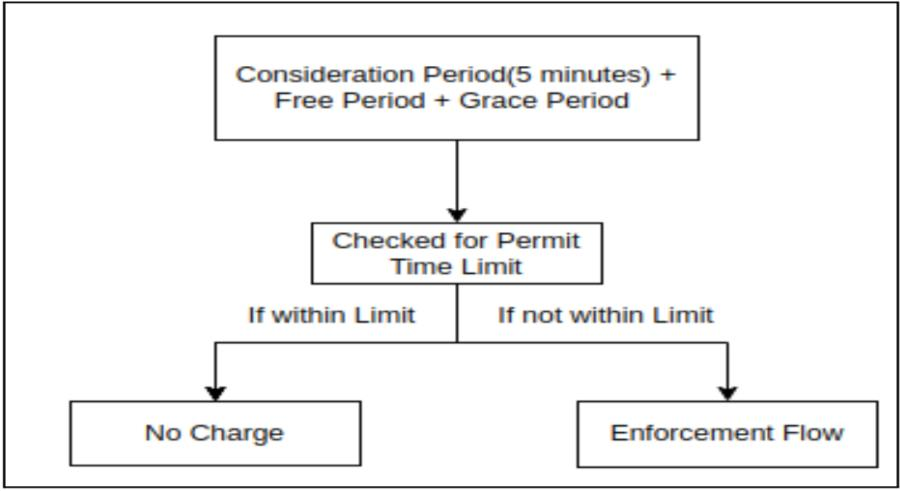 Consideration Period(5 minutes) +
Free Period + Grace Period
Checked for Permit
Time Limit
If within Limit
If not within Limit
No Charge
Enforcement Flow